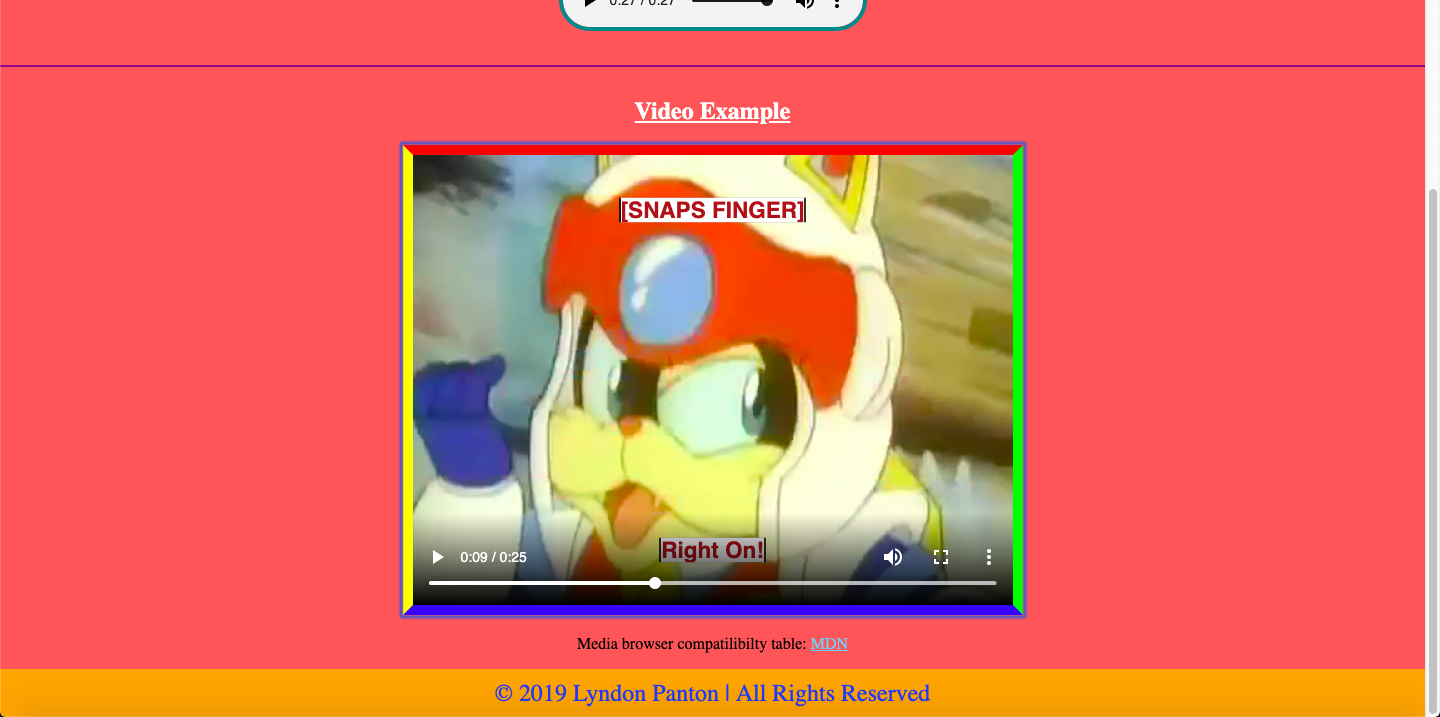 0:27 / 0:27
Video Example
[SNAPS FINGER]
Right On!
0:09 / 0:25
Media browser compatilibilty table: MDN
© 2019 Lyndon Panton | All Rights Reserved